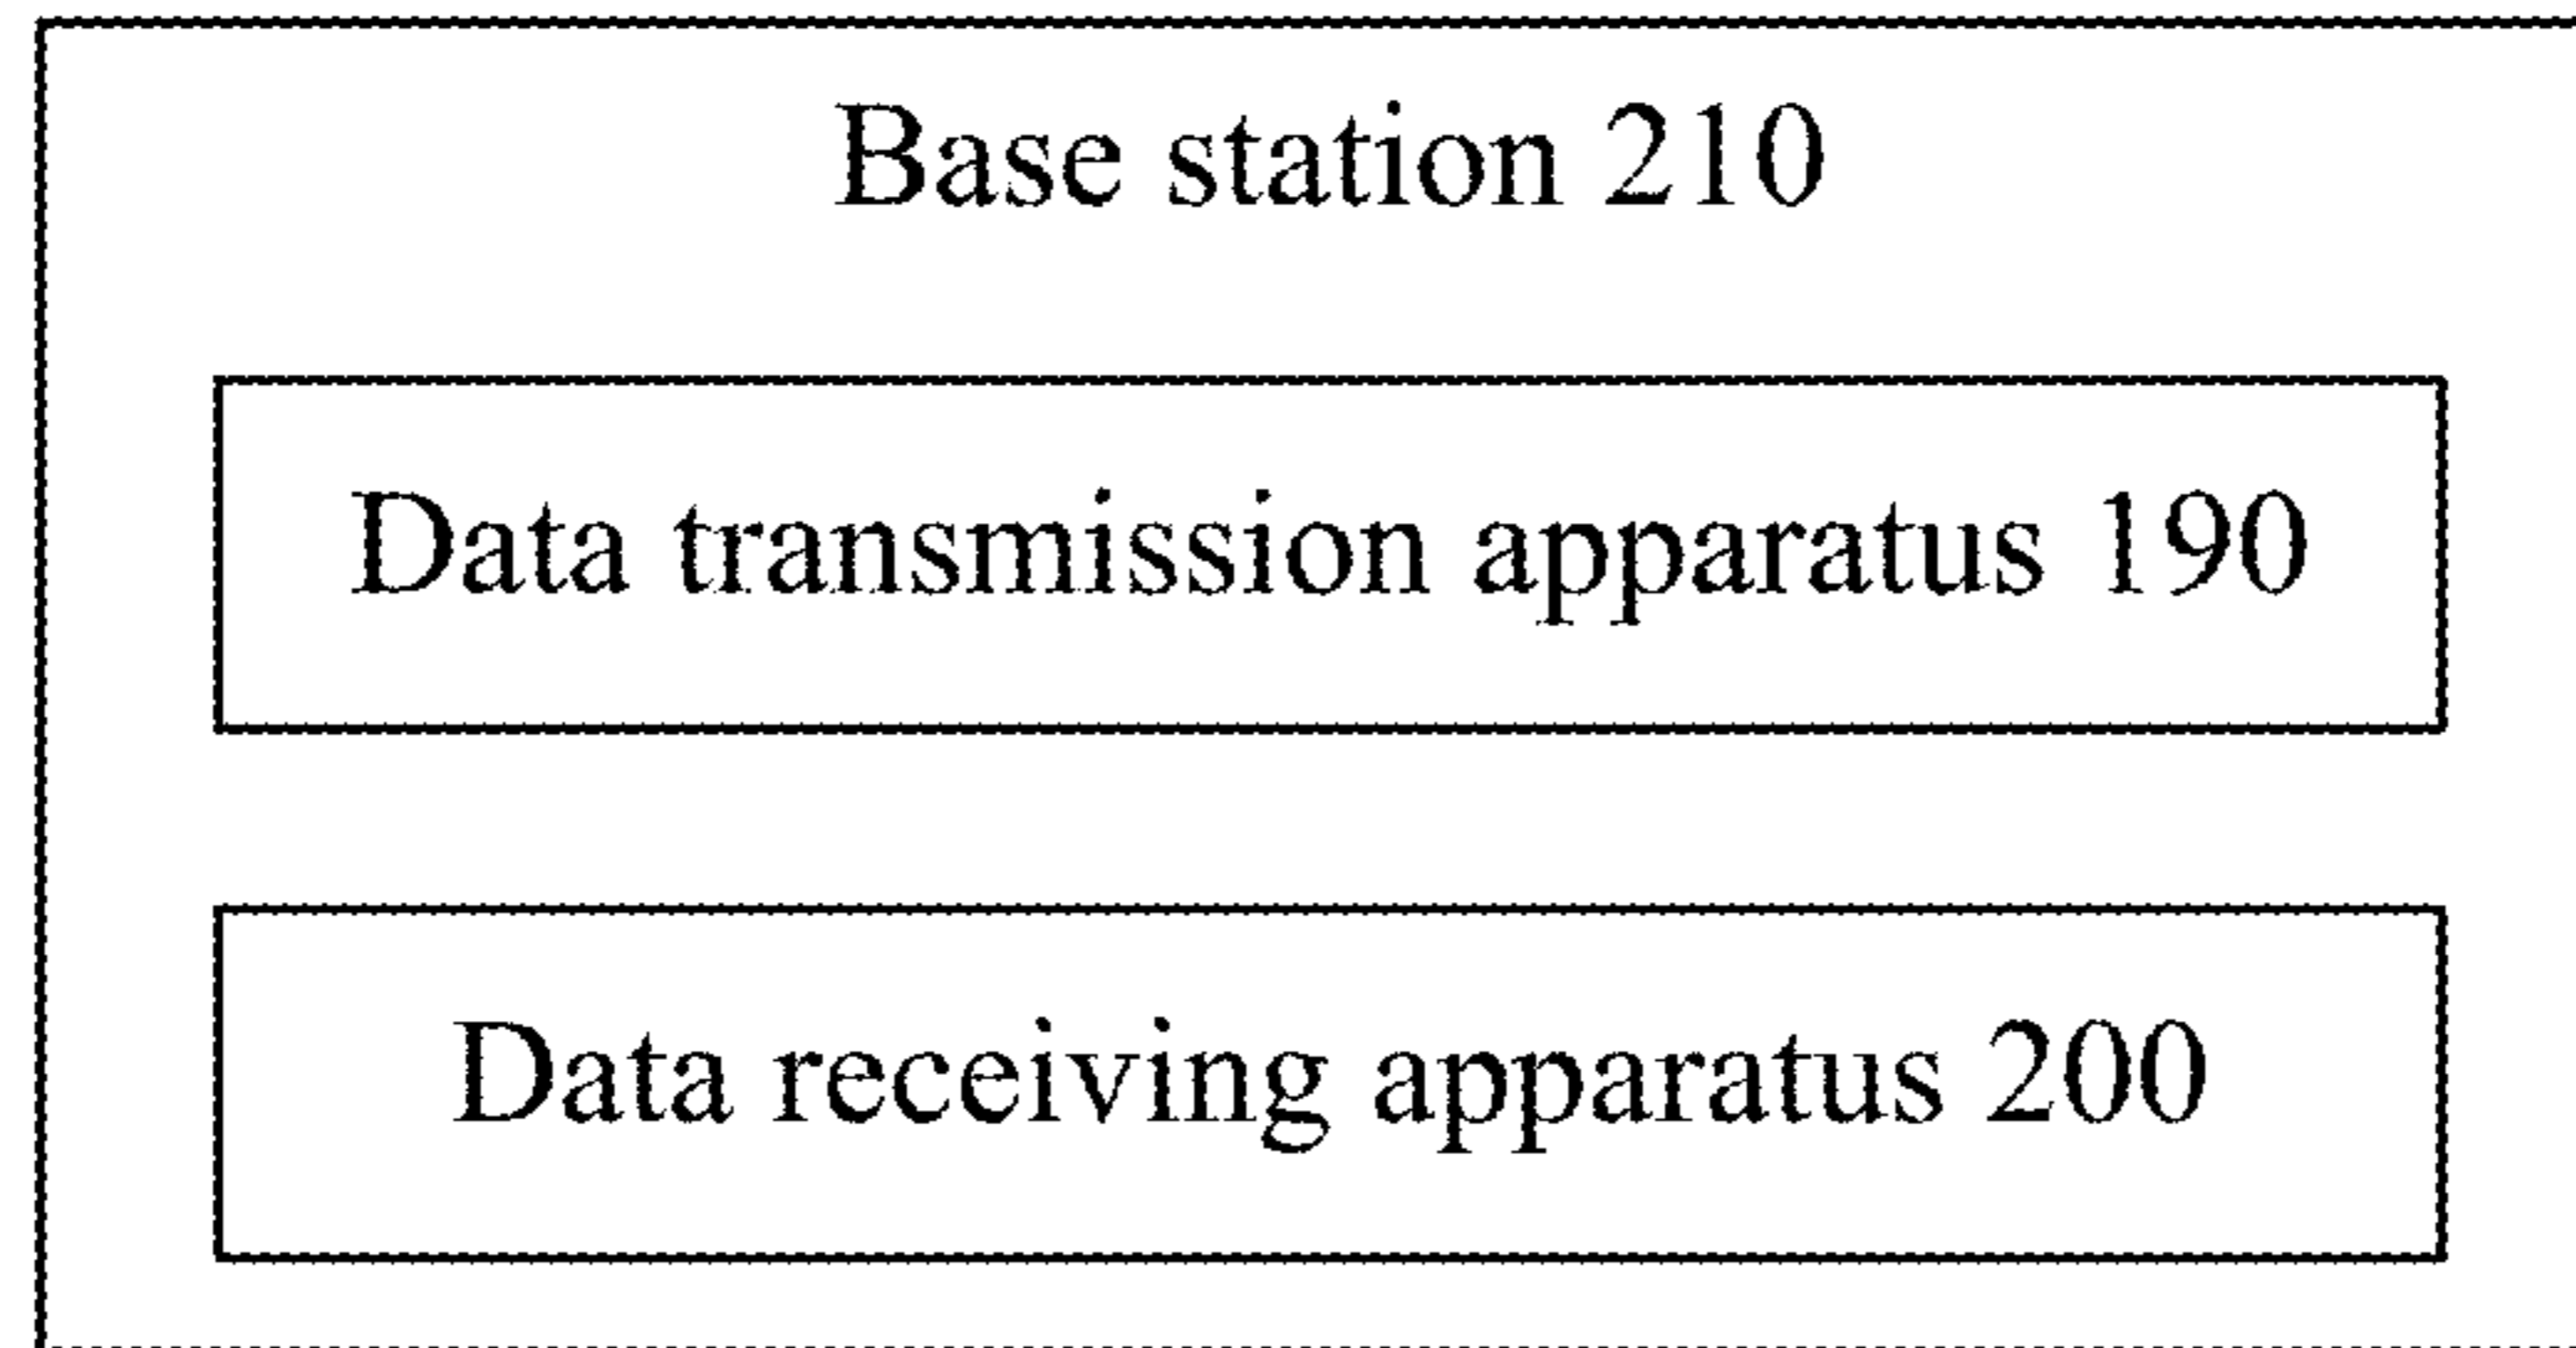 Base station 210
Data transmission apparatus 190
Data receiving apparatus 200